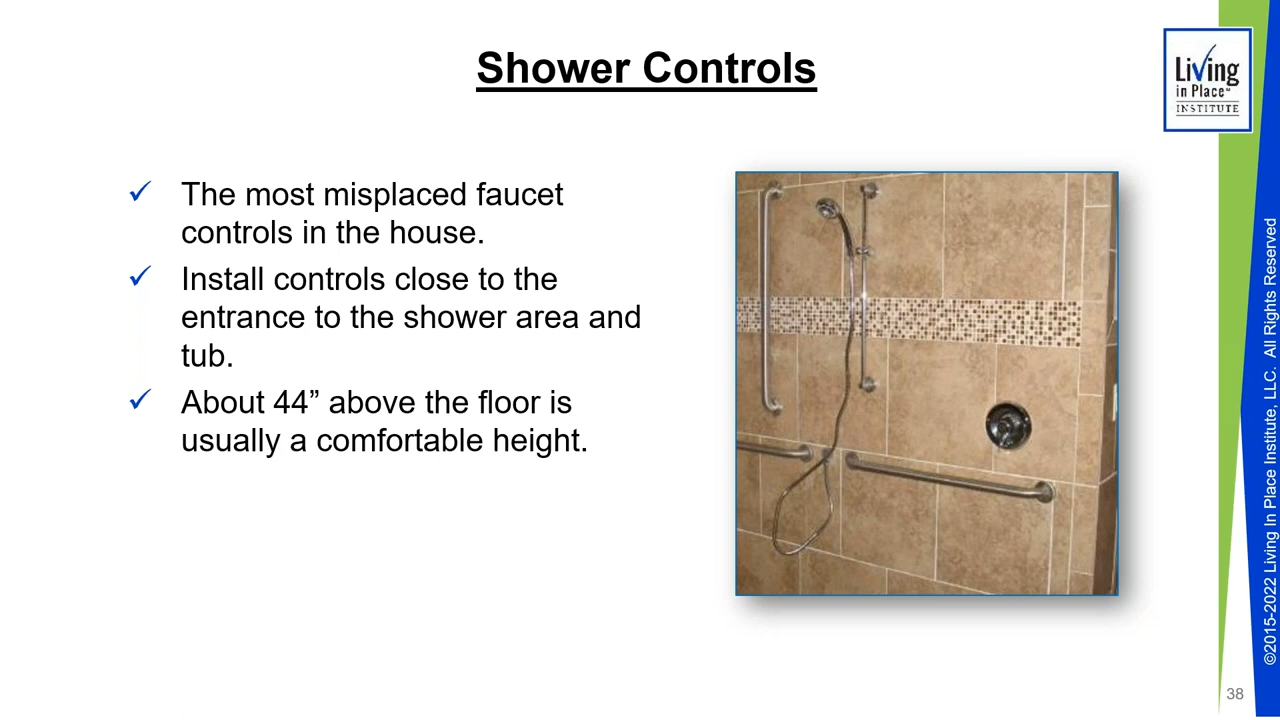 Shower Controls
Living
in Place℠
INSTITUTE
The most misplaced faucet
controls in the house.
Install controls close to the
entrance to the shower area and
tub.
About 44” above the floor is
usually a comfortable height.
©2015-2022 Living In Place Institute, LLC. All Rights Reserved
38